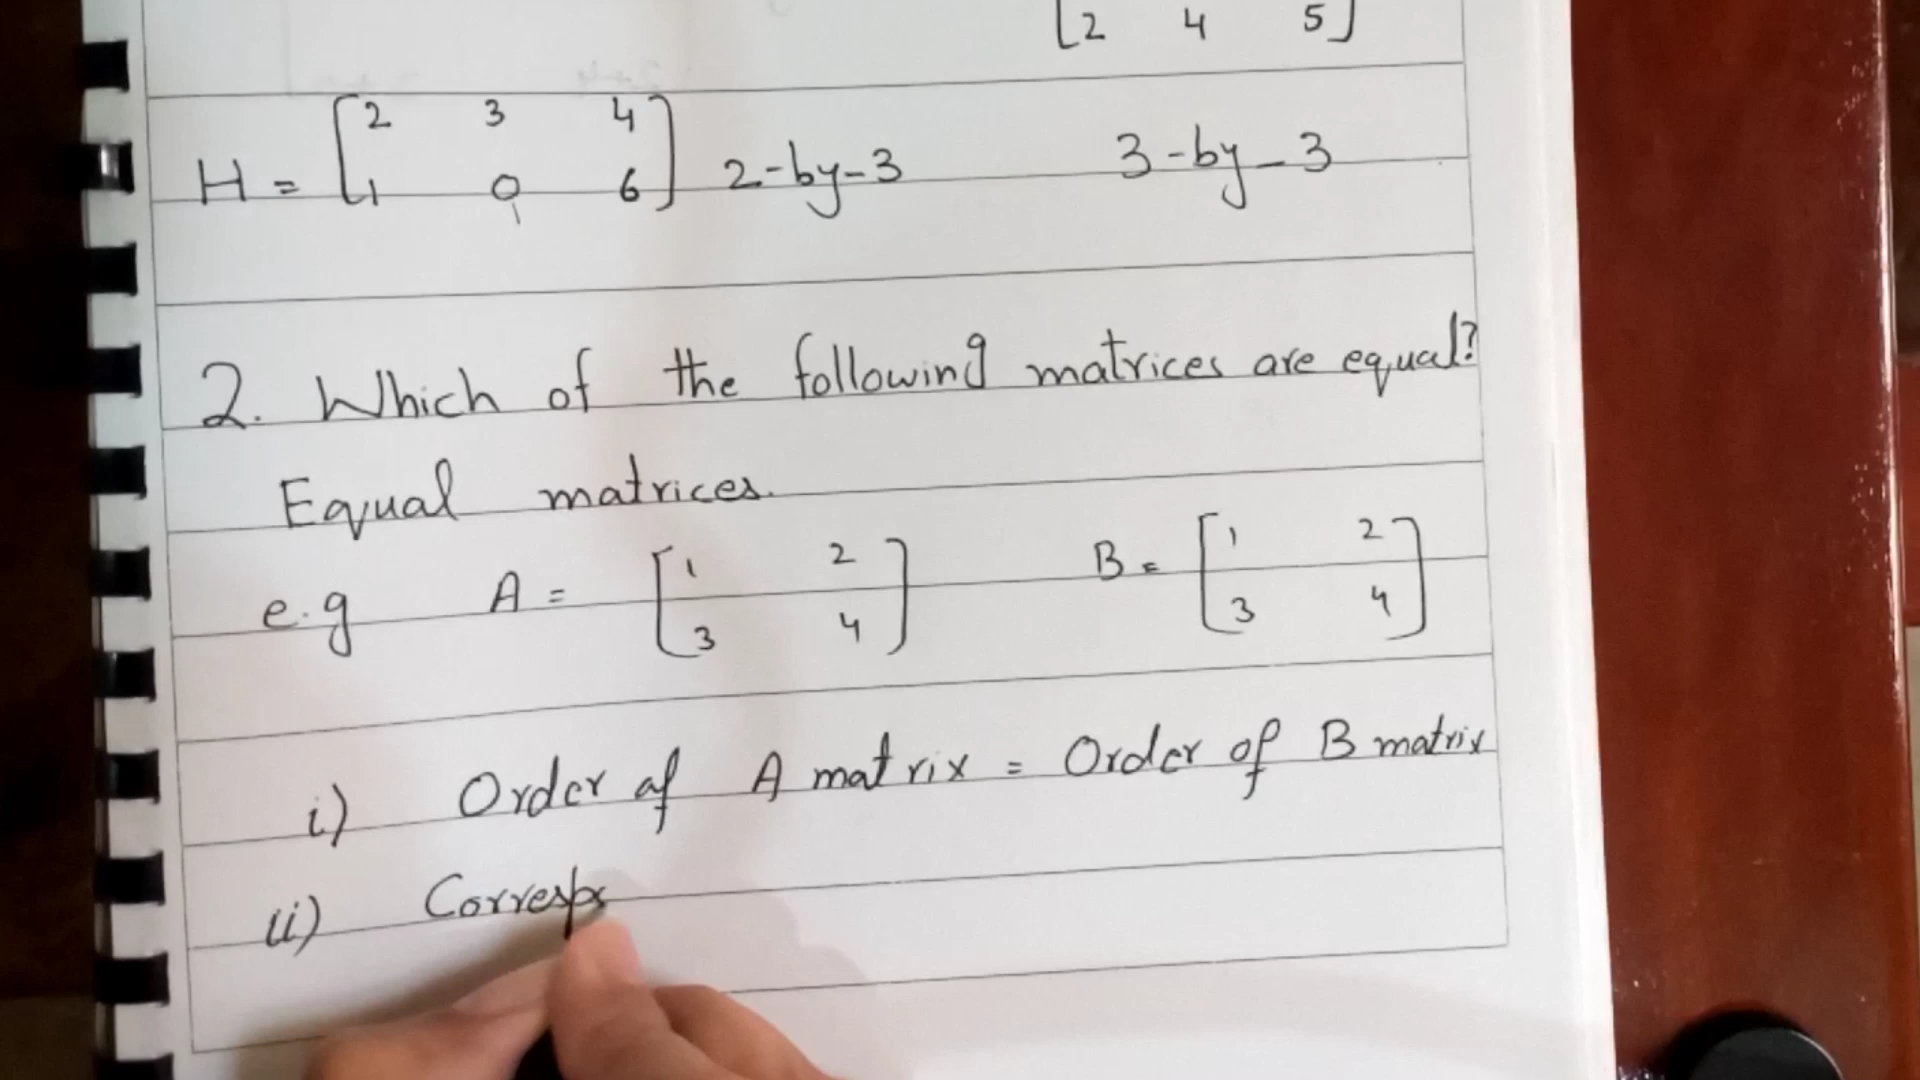 [2 4 5]
H = [2 3 4
1 0 6] 2-by-3 3-by-3
2. Which of the following matrices are equal?
Equal matrices.
e.g A = [1 2
3 4] B = [1 2
3 4]
i) Order of A matrix = Order of B matrix
ii) Correspo